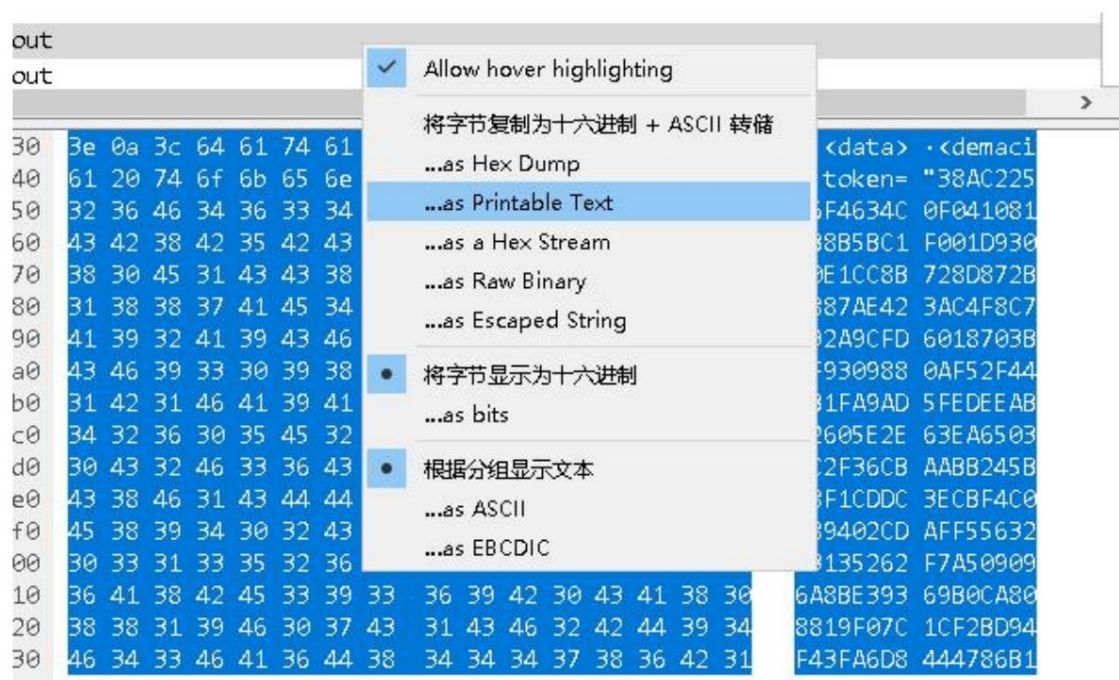 out
out
Allow hover highlighting
将字节复制为十六进制 + ASCII 转储
...as Hex Dump
...as Printable Text
...as a Hex Stream
...as Raw Binary
...as Escaped String
将字节显示为十六进制
...as bits
根据分组显示文本
...as ASCII
...as EBCDIC
30 3e 0a 3c 64 61 74 61 <data> ·<demaci
40 61 20 74 6f 6b 65 6e token= "38AC225
50 32 36 46 34 36 33 34 6F4634C 0F041081
60 43 42 38 42 35 42 43 B8B5BC1 F001D930
70 38 30 45 31 43 43 38 0E1CC8B 728D872B
80 31 38 38 37 41 45 34 887AE42 3AC4F8C7
90 41 39 32 41 39 43 46 92A9CFD 6018703B
a0 43 46 39 33 30 39 38 F930988 0AF52F44
b0 31 42 31 46 41 39 41 B1FA9AD 5FEDEEAB
c0 34 32 36 30 35 45 32 2605E2E 63EA6503
d0 30 43 32 46 33 36 43 C2F36CB AABB245B
e0 43 38 46 31 43 44 44 8F1CDDC 3ECBF4C0
f0 45 38 39 34 30 32 43 89402CD AFF55632
00 30 33 31 33 35 32 36 3135262 F7A50909
10 36 41 38 42 45 33 39 33 36 39 42 30 43 41 38 30 6A8BE393 69B0CA80
20 38 38 31 39 46 30 37 43 31 43 46 32 42 44 39 34 8819F07C 1CF2BD94
30 46 34 33 46 41 36 44 38 34 34 34 37 38 36 42 31 F43FA6D8 444786B1